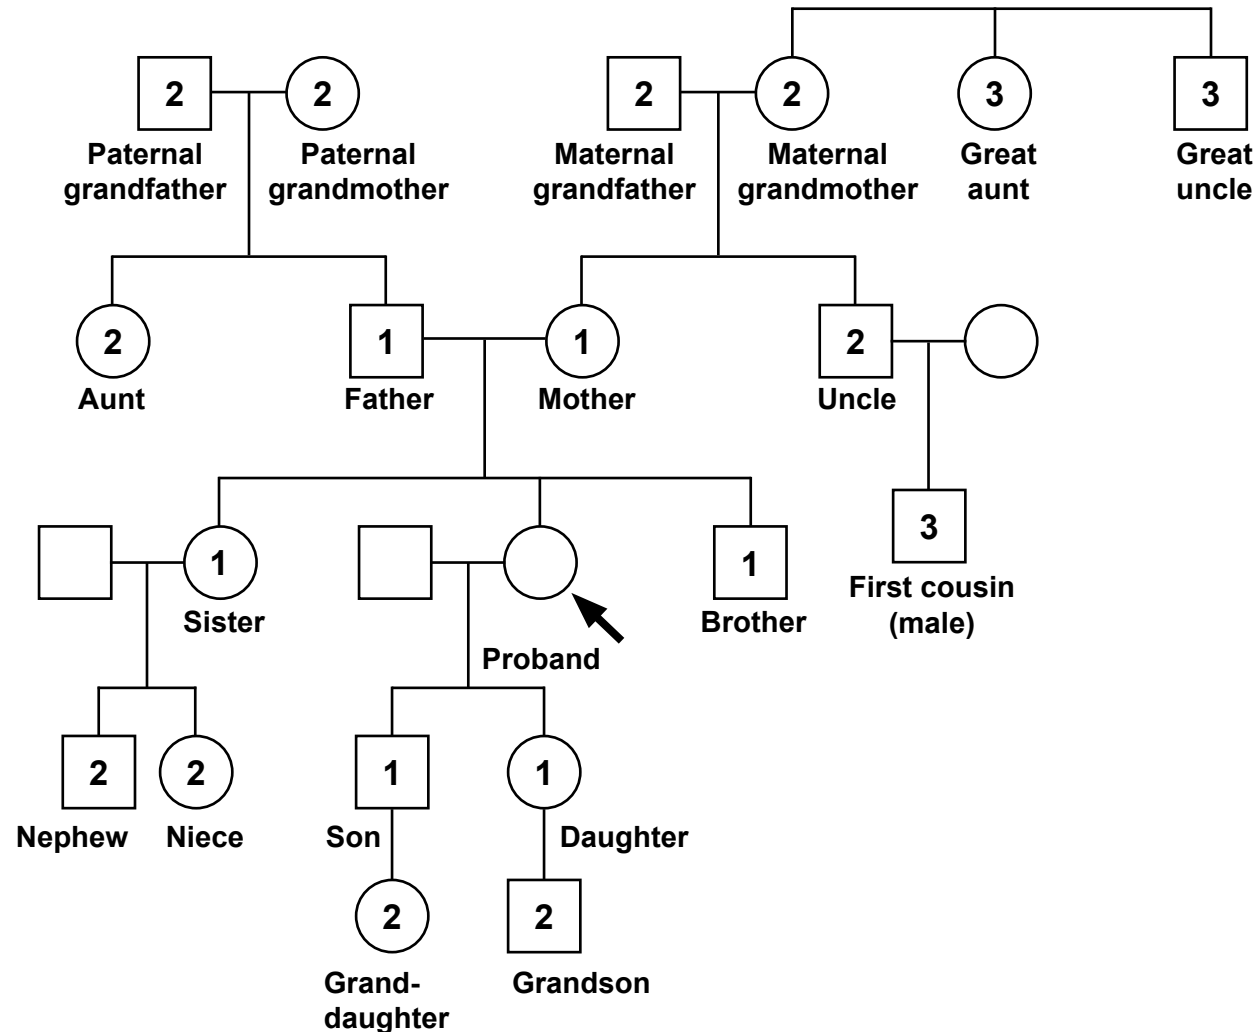 2 2 2 2 3 3
Paternal grandfather
Paternal grandmother
Maternal grandfather
Maternal grandmother
Great aunt
Great uncle
2 1 1 2
Aunt Father Mother Uncle
1 1 3
Sister
Proband
Brother
First cousin
(male)
2 2 1 1
Nephew Niece Son Daughter
2 2
Grand-
daughter
Grandson